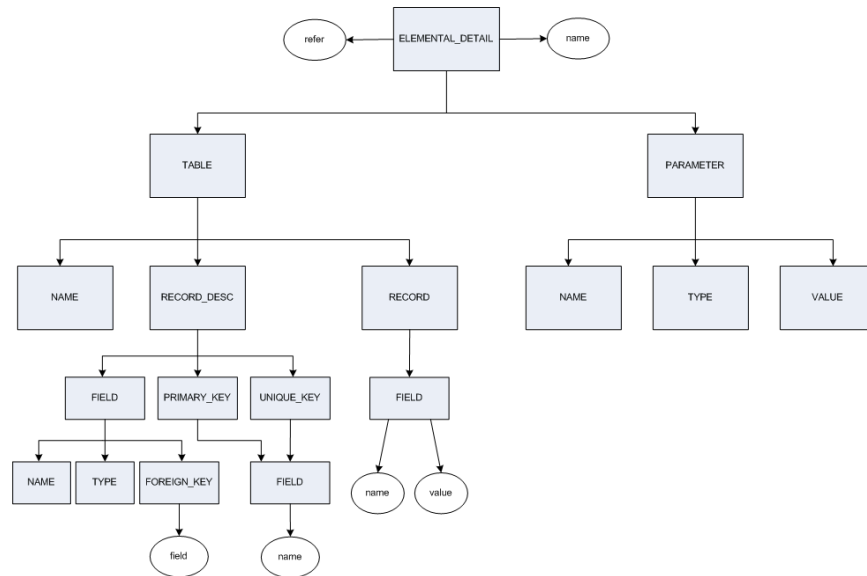 refer
ELEMENTAL_DETAIL
name
TABLE
PARAMETER
NAME
RECORD_DESC
RECORD
NAME
TYPE
VALUE
FIELD
PRIMARY_KEY
UNIQUE_KEY
FIELD
NAME
TYPE
FOREIGN_KEY
FIELD
name
value
field
name